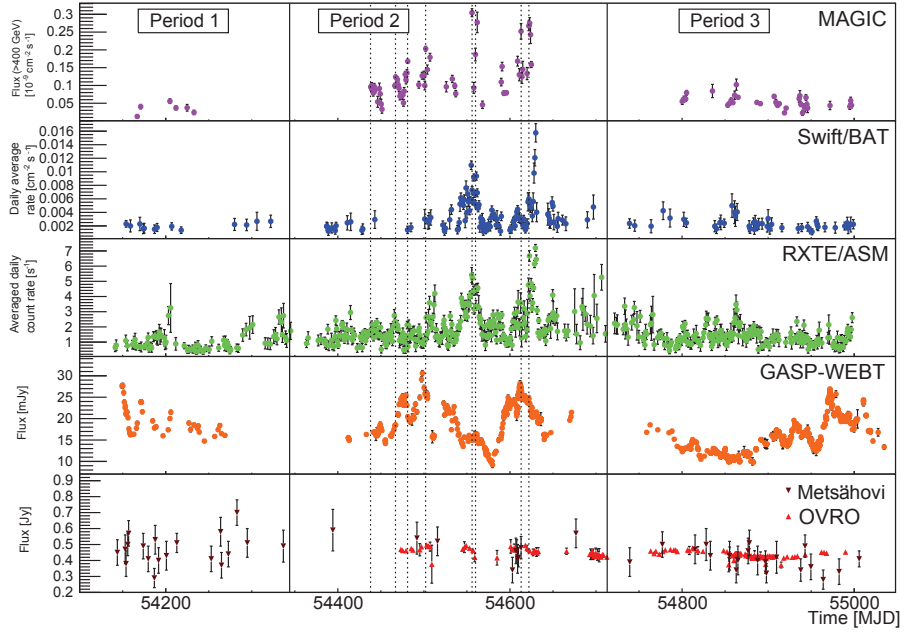 Period 1
Period 2
Period 3
MAGIC
Flux (>400 GeV)
[10⁻⁹ cm⁻² s⁻¹]
0.3
0.25
0.2
0.15
0.1
0.05
Swift/BAT
Daily average
rate [cm⁻² s⁻¹]
0.016
0.014
0.012
0.01
0.008
0.006
0.004
0.002
RXTE/ASM
Averaged daily
count rate [s⁻¹]
7
6
5
4
3
2
1
GASP-WEBT
Flux [mJy]
30
25
20
15
10
Metsähovi
OVRO
Flux [Jy]
0.9
0.8
0.7
0.6
0.5
0.4
0.3
0.2
54200
54400
54600
54800
55000
Time [MJD]